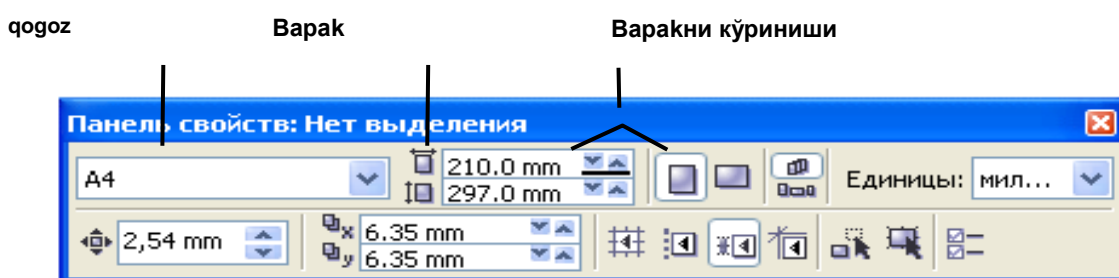 qogoz Варак Варакни кўриниши
Панель свойств: Нет выделения
A4 210.0 mm Единицы: мил...
297.0 mm
2,54 mm x 6.35 mm
y 6.35 mm